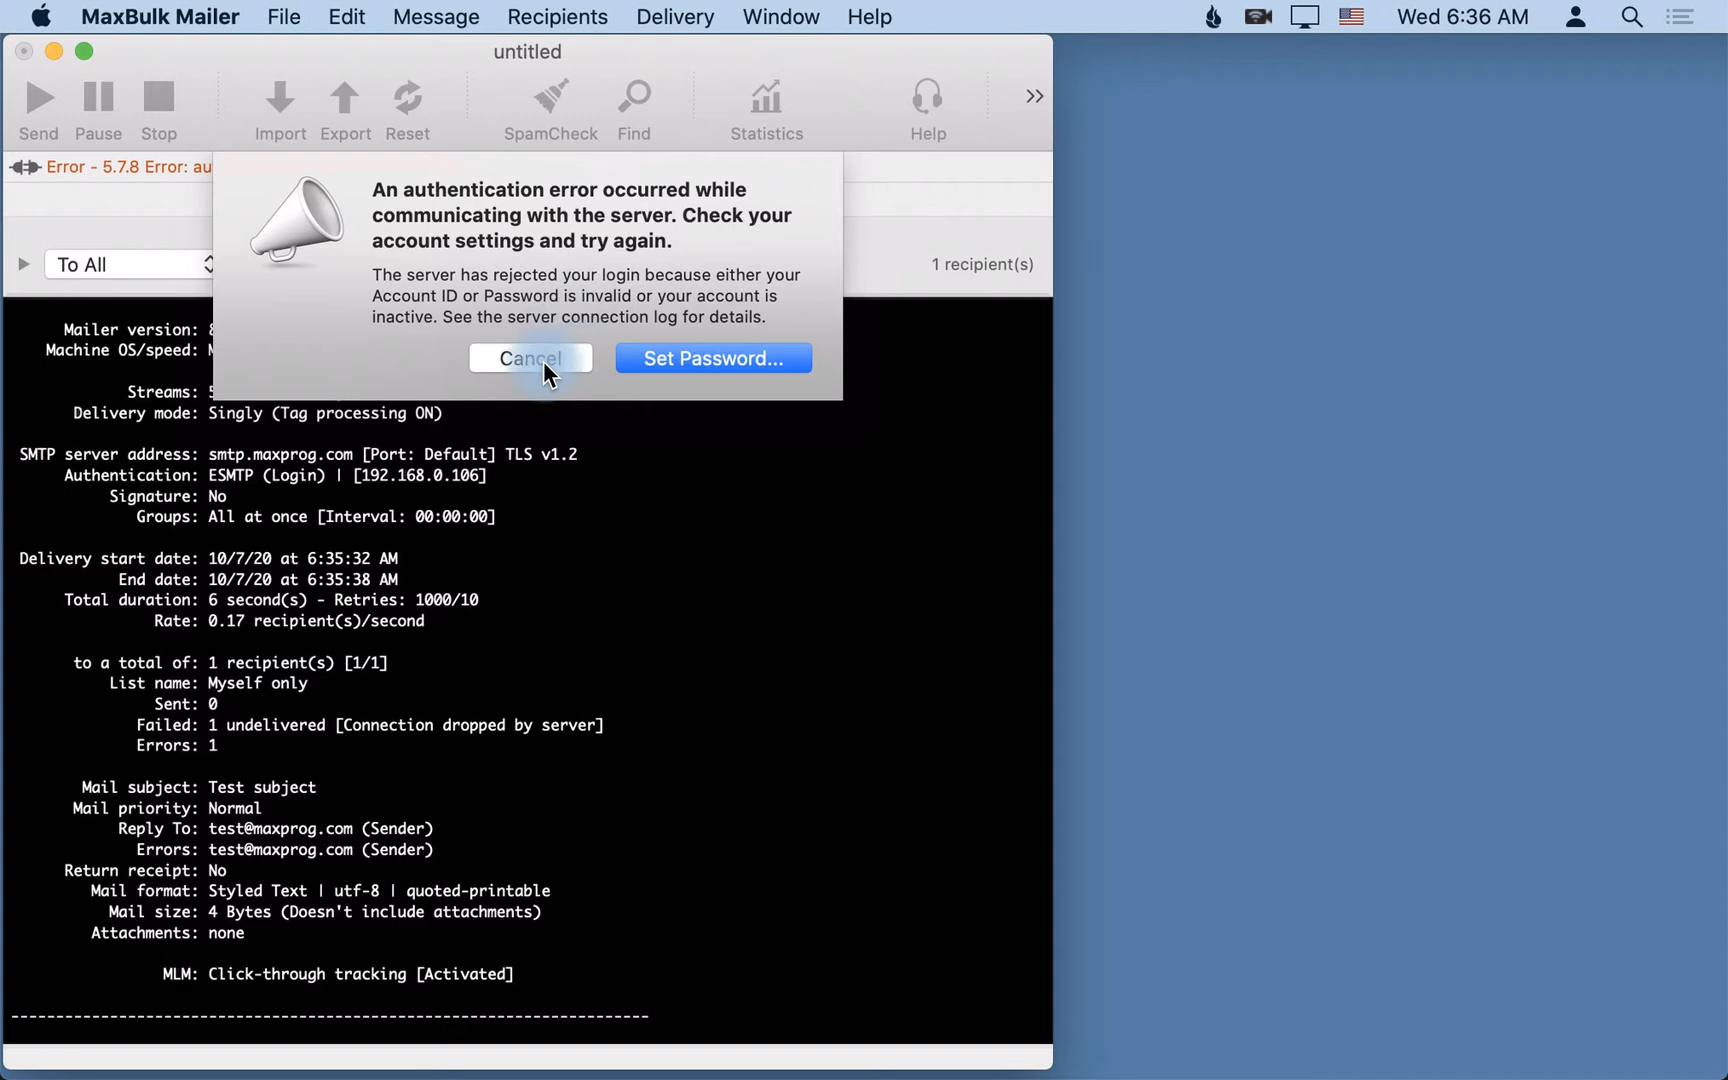 MaxBulk Mailer File Edit Message Recipients Delivery Window Help Wed 6:36 AM
untitled
Send Pause Stop Import Export Reset SpamCheck Find Statistics Help
Error - 5.7.8 Error: au
An authentication error occurred while
communicating with the server. Check your
account settings and try again.
The server has rejected your login because either your
Account ID or Password is invalid or your account is
inactive. See the server connection log for details.
To All 1 recipient(s)
Cancel Set Password...
Mailer version:
Machine OS/speed:
Streams:
Delivery mode: Singly (Tag processing ON)
SMTP server address: smtp.maxprog.com [Port: Default] TLS v1.2
Authentication: ESMTP (Login) | [192.168.0.106]
Signature: No
Groups: All at once [Interval: 00:00:00]
Delivery start date: 10/7/20 at 6:35:32 AM
End date: 10/7/20 at 6:35:38 AM
Total duration: 6 second(s) - Retries: 1000/10
Rate: 0.17 recipient(s)/second
to a total of: 1 recipient(s) [1/1]
List name: Myself only
Sent: 0
Failed: 1 undelivered [Connection dropped by server]
Errors: 1
Mail subject: Test subject
Mail priority: Normal
Reply To: test@maxprog.com (Sender)
Errors: test@maxprog.com (Sender)
Return receipt: No
Mail format: Styled Text | utf-8 | quoted-printable
Mail size: 4 Bytes (Doesn't include attachments)
Attachments: none
MLM: Click-through tracking [Activated]
-----------------------------------------------------------------------